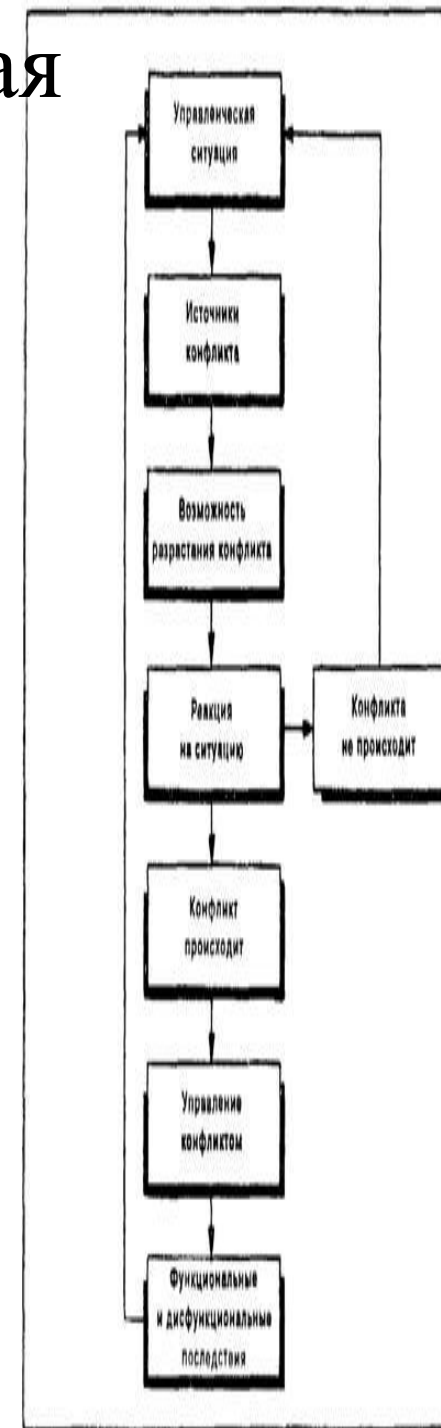 ая
Управленческая
ситуация
Источники
конфликта
Возможность
разрастания конфликта
Реакция
на ситуацию
Конфликта
не происходит
Конфликт
происходит
Управление
конфликтом
Функциональные
и дисфункциональные
последствия